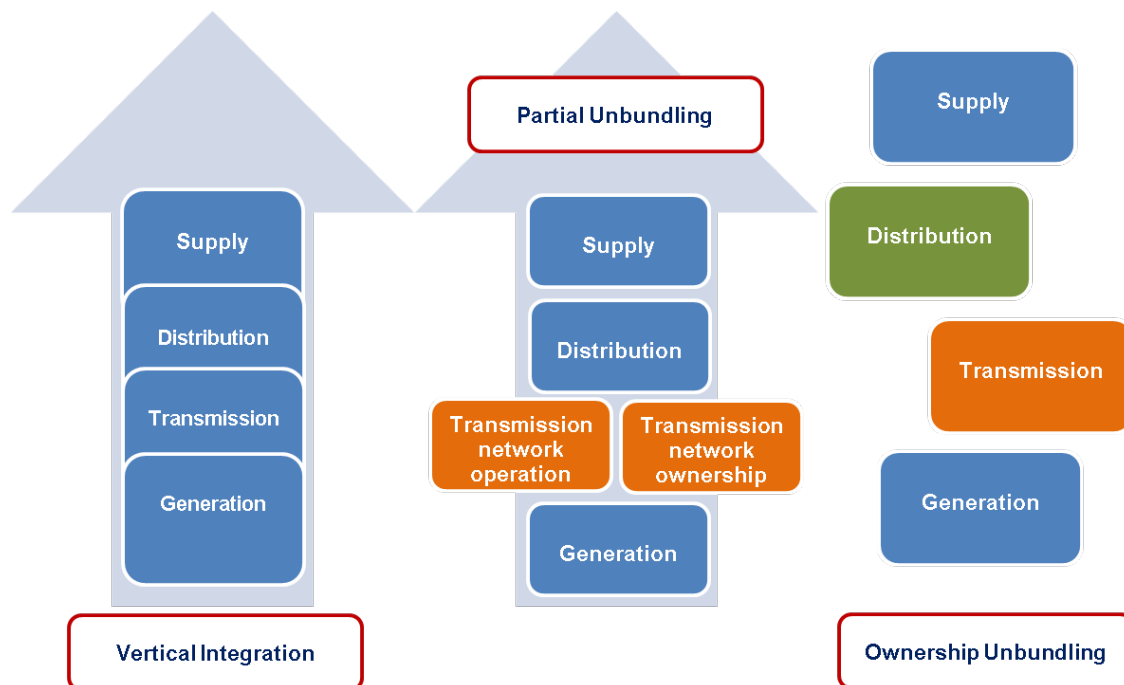 Supply
Distribution
Transmission
Generation
Vertical Integration
Partial Unbundling
Supply
Distribution
Transmission
network
operation
Transmission
network
ownership
Generation
Supply
Distribution
Transmission
Generation
Ownership Unbundling